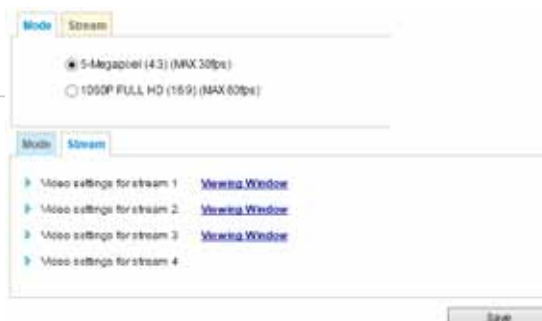 Mode Stream
5-Megapixel (4:3) (MAX 30fps)
1080P FULL HD (16:9) (MAX 60fps)
Mode Stream
Video settings for stream 1 Viewing Window
Video settings for stream 2 Viewing Window
Video settings for stream 3 Viewing Window
Video settings for stream 4
Save